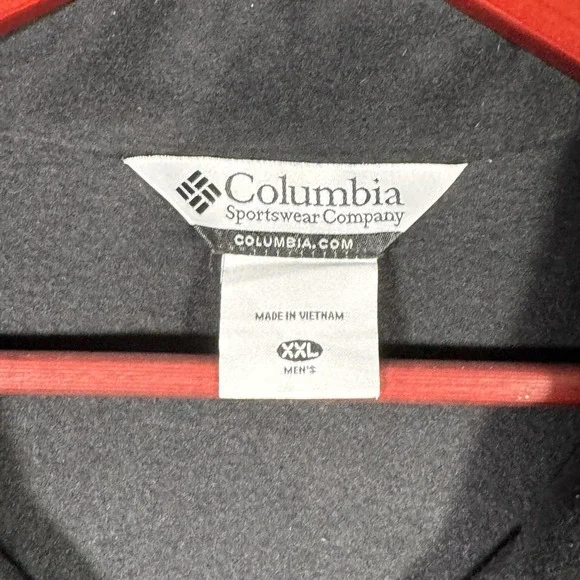 Columbia
Sportswear Company
COLUMBIA.COM
MADE IN VIETNAM
XXL
MEN'S